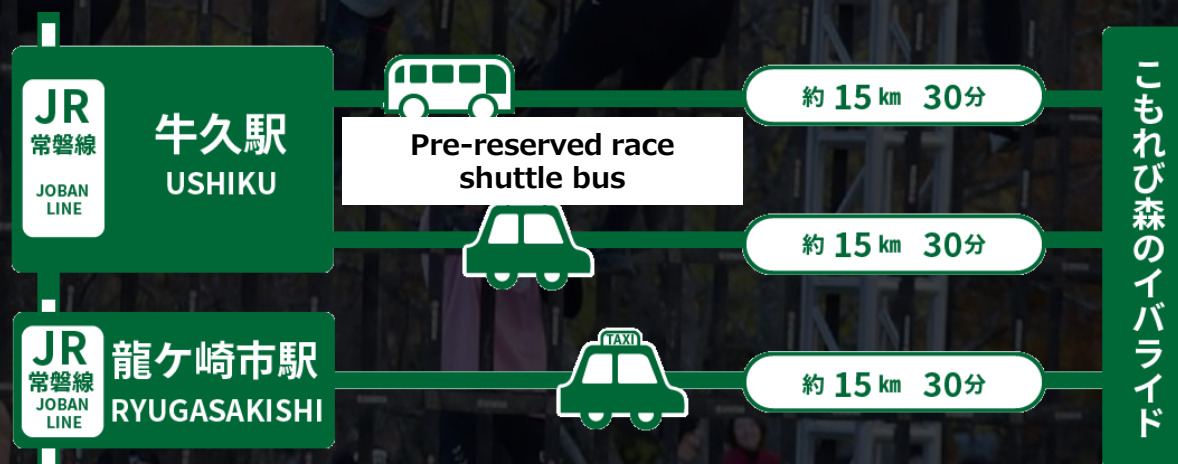 JR
常磐線
JOBAN
LINE
牛久駅
USHIKU
Pre-reserved race
shuttle bus
約 15 km 30分
約 15 km 30分
JR
常磐線
JOBAN
LINE
龍ケ崎市駅
RYUGASAKISHI
TAXI
約 15 km 30分
こもれび森のイバライド